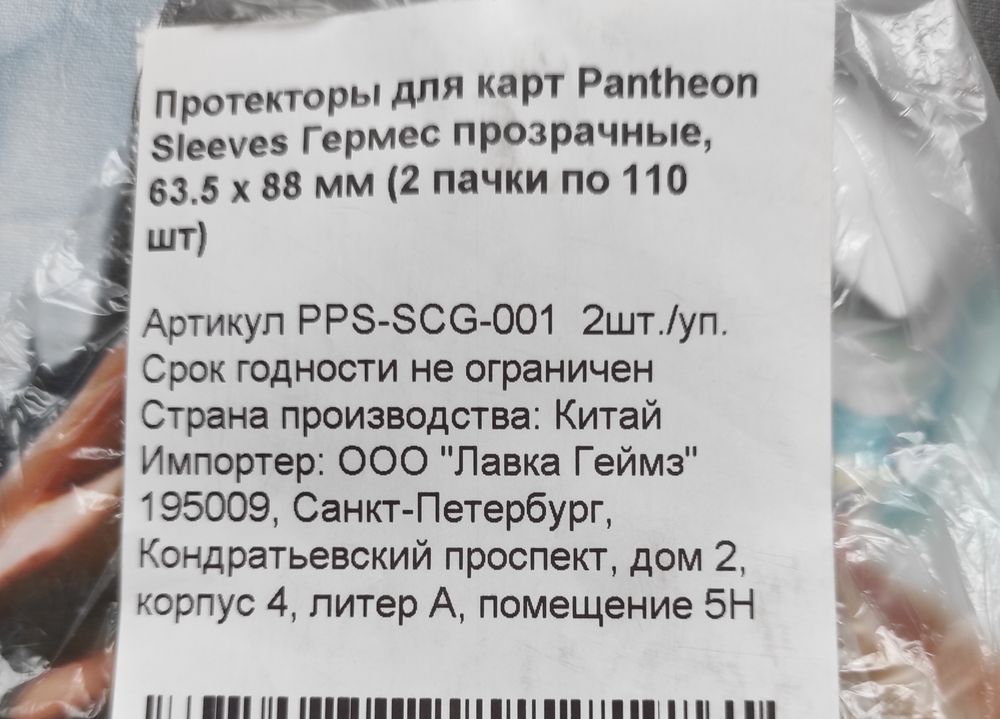 Протекторы для карт Pantheon
Sleeves Гермес прозрачные,
63.5 x 88 мм (2 пачки по 110
шт)
Артикул PPS-SCG-001 2шт./уп.
Срок годности не ограничен
Страна производства: Китай
Импортер: ООО "Лавка Геймз"
195009, Санкт-Петербург,
Кондратьевский проспект, дом 2,
корпус 4, литер А, помещение 5Н